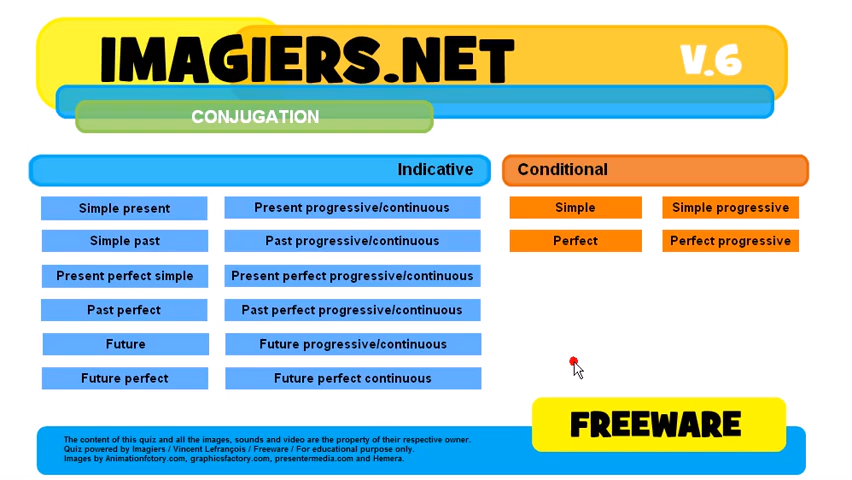 IMAGIERS.NET
V.6
CONJUGATION
Indicative
Conditional
Simple present
Present progressive/continuous
Simple
Simple progressive
Simple past
Past progressive/continuous
Perfect
Perfect progressive
Present perfect simple
Present perfect progressive/continuous
Past perfect
Past perfect progressive/continuous
Future
Future progressive/continuous
Future perfect
Future perfect continuous
FREEWARE
The content of this quiz and all the images, sounds and video are the property of their respective owner.
Quiz powered by Imagiers / Vincent Lefrançois / Freeware / For educational purpose only.
Images by Animationfctory.com, graphicsfactory.com, presentermedia.com and Hemera.